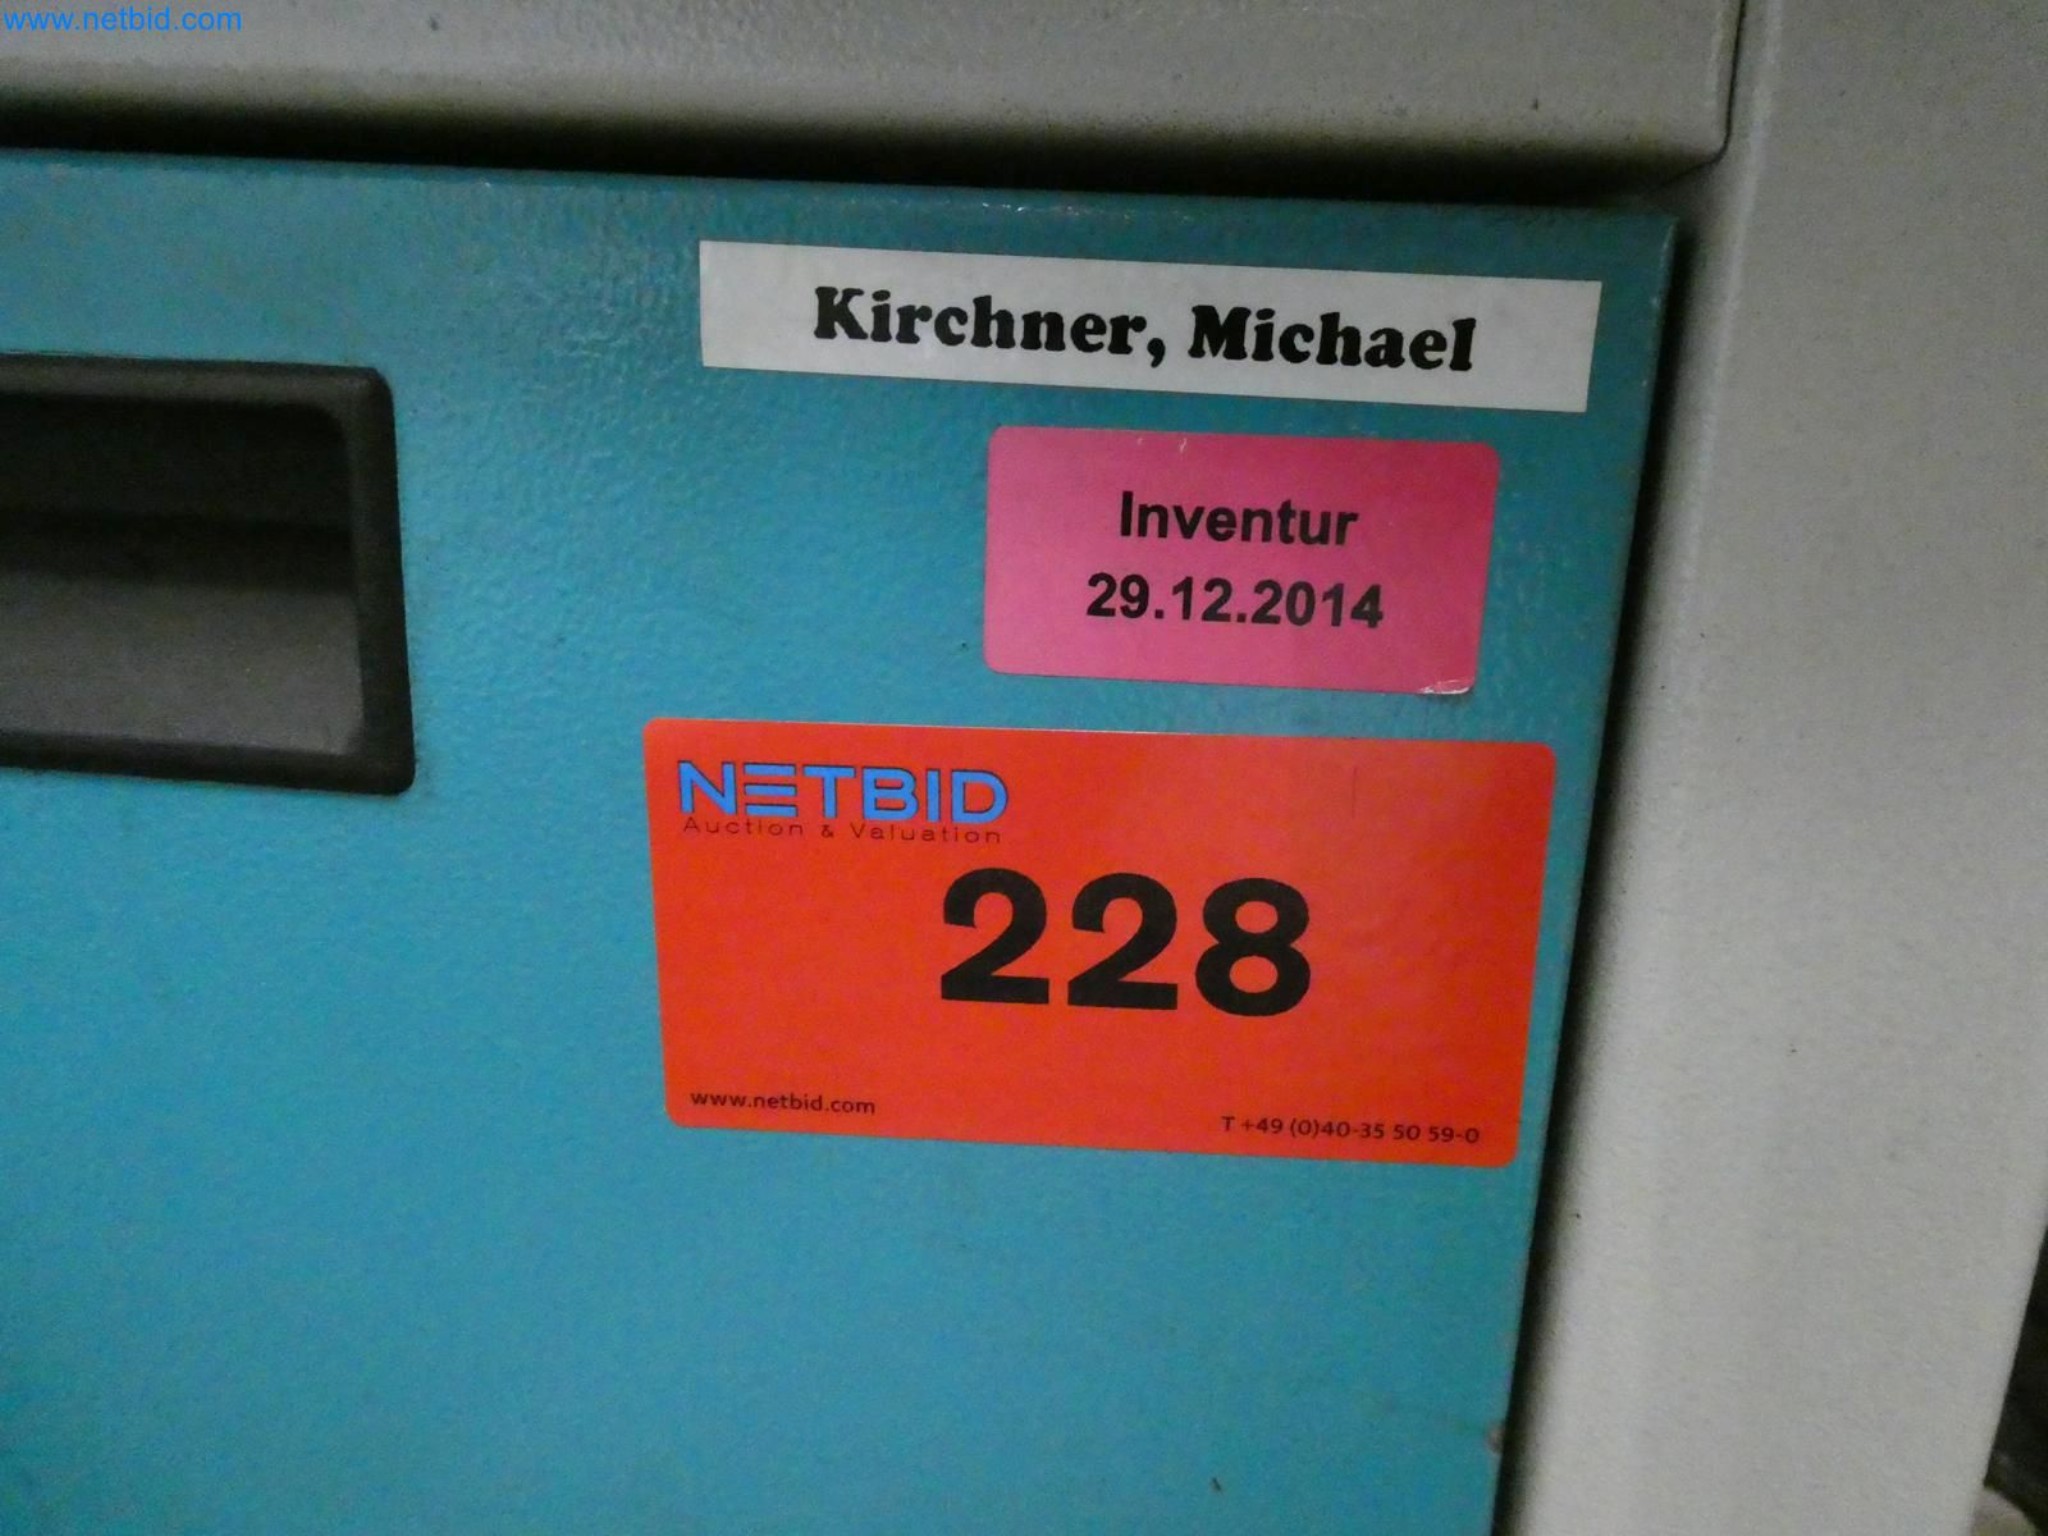 www.netbid.com
Kirchner, Michael
Inventur
29.12.2014
NETBID
Auction & Valuation
228
www.netbid.com
T +49 (0)40-35 50 59-0